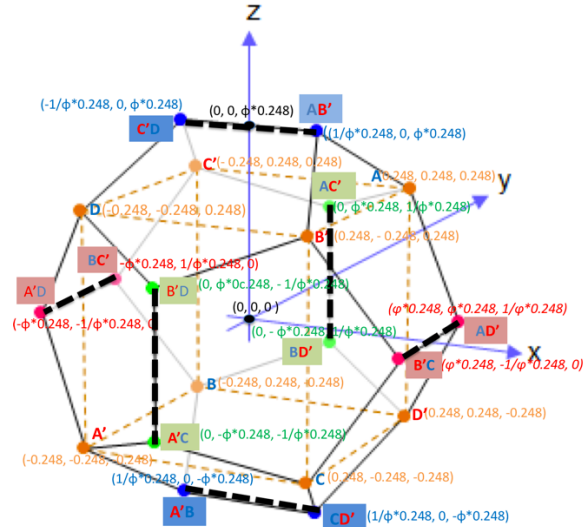 z
(-1/ϕ*0.248, 0, ϕ*0.248)
(0, 0, ϕ*0.248)
AB'
C'D
((1/ϕ*0.248, 0, ϕ*0.248)
C'
(- 0.248, 0.248, 0.248)
A
(0.248, 0.248, 0.248)
AC'
y
D
(-0.248, -0.248, 0.248)
(0, ϕ*0.248, 1/ϕ*0.248)
B'
(0.248, - 0.248, 0.248)
BC'
-ϕ*0.248, 1/ϕ*0.248, 0)
A'D
B'D
(0, ϕ*0c.248, - 1/ϕ*0.248)
(0, 0, 0)
(φ*0.248, φ*0.248, 1/φ*0.248)
AD'
(-ϕ*0.248, -1/ϕ*0.248, 0)
(0, - ϕ*0.248, 1/ϕ*0.248)
BD'
x
B'C
(φ*0.248, -1/φ*0.248, 0)
B
(-0.248, 0.248, -0.248)
D'
(0.248, 0.248, -0.248)
A'
A'C
(0, -ϕ*0.248, -1/ϕ*0.248)
(-0.248, -0.248, -0.248)
C
(0.248, -0.248, -0.248)
(1/ϕ*0.248, 0, -ϕ*0.248)
A'B
CD'
(1/ϕ*0.248, 0, -ϕ*0.248)